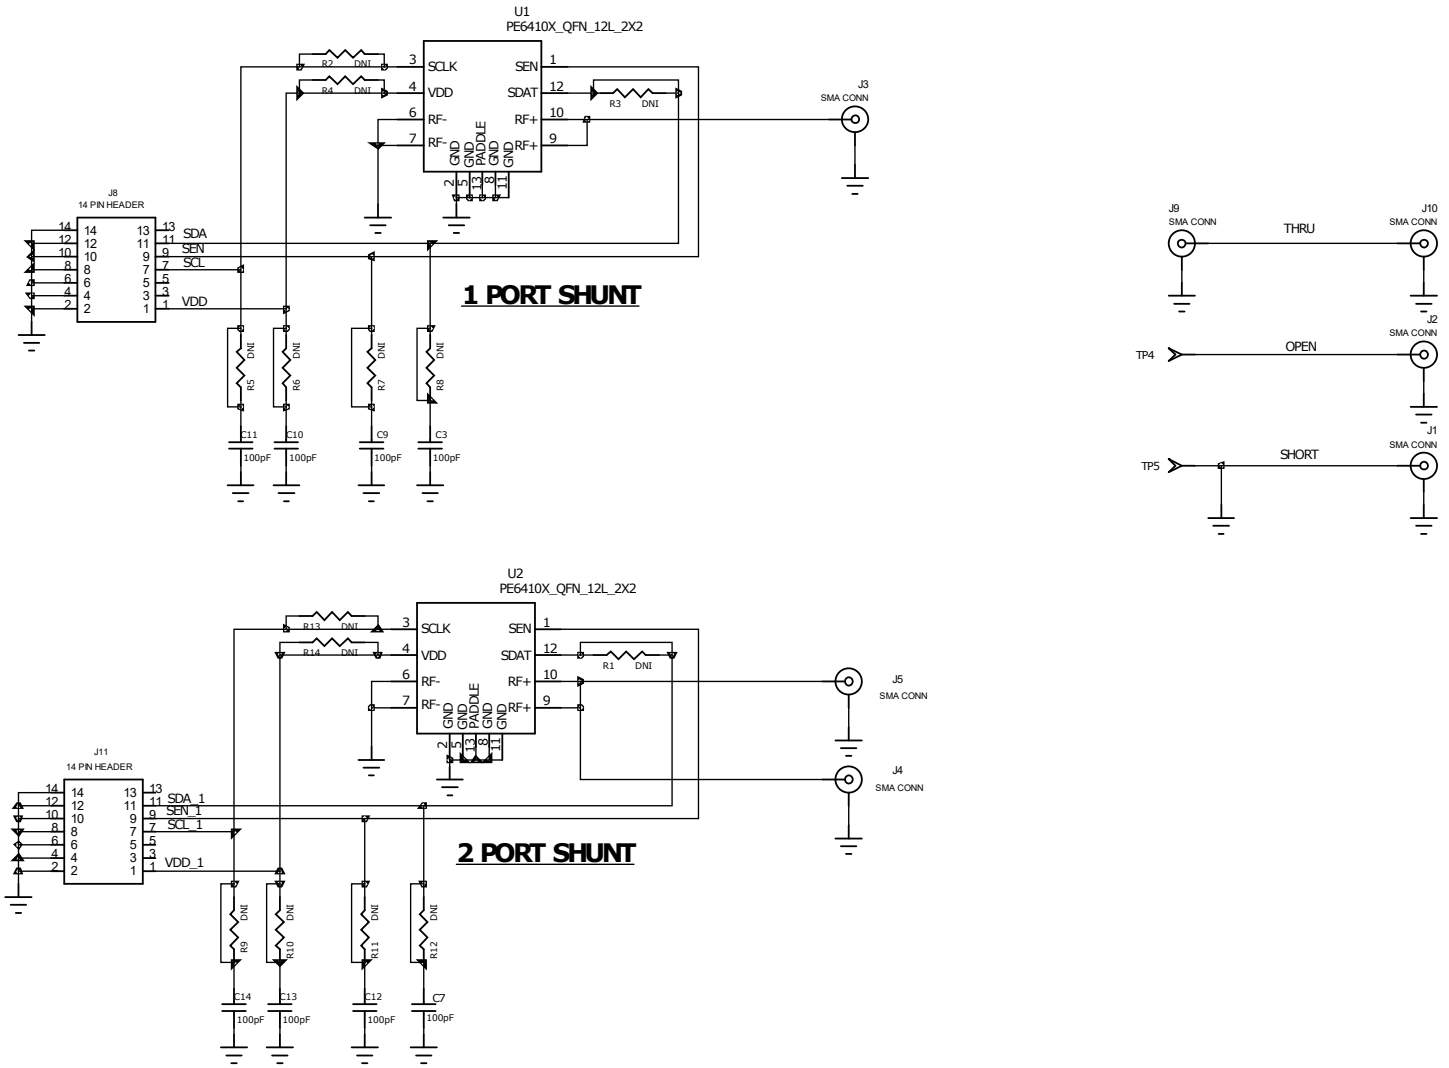 U1
PE6410X_QFN_12L_2X2
R2 DNI
R4 DNI
3 SCLK SEN 1
4 VDD SDAT 12
6 RF- RF+ 10
7 RF- RF+ 9
R3 DNI
GND GND PADDLE GND GND
2 5 13 8 11
J3
SMA CONN
J8
14 PIN HEADER
14 14 13 13
12 12 11 11 SDA
10 10 9 9 SEN
8 8 7 7 SCL
6 6 5 5
4 4 3 3
2 2 1 1 VDD
1 PORT SHUNT
DNI DNI DNI DNI
R5 R6 R7 R8
C11 C10 C9 C3
100pF 100pF 100pF 100pF
J9 J10
SMA CONN THRU SMA CONN
J2
SMA CONN
TP4 OPEN
J1
SMA CONN
TP5 SHORT
U2
PE6410X_QFN_12L_2X2
R13 DNI
R14 DNI
3 SCLK SEN 1
4 VDD SDAT 12
6 RF- RF+ 10
7 RF- RF+ 9
R1 DNI
GND GND PADDLE GND GND
2 5 13 8 11
J5
SMA CONN
J4
SMA CONN
J11
14 PIN HEADER
14 14 13 13
12 12 11 11 SDA_1
10 10 9 9 SEN_1
8 8 7 7 SCL_1
6 6 5 5
4 4 3 3
2 2 1 1 VDD_1
2 PORT SHUNT
DNI DNI DNI DNI
R9 R10 R11 R12
C14 C13 C12 C7
100pF 100pF 100pF 100pF